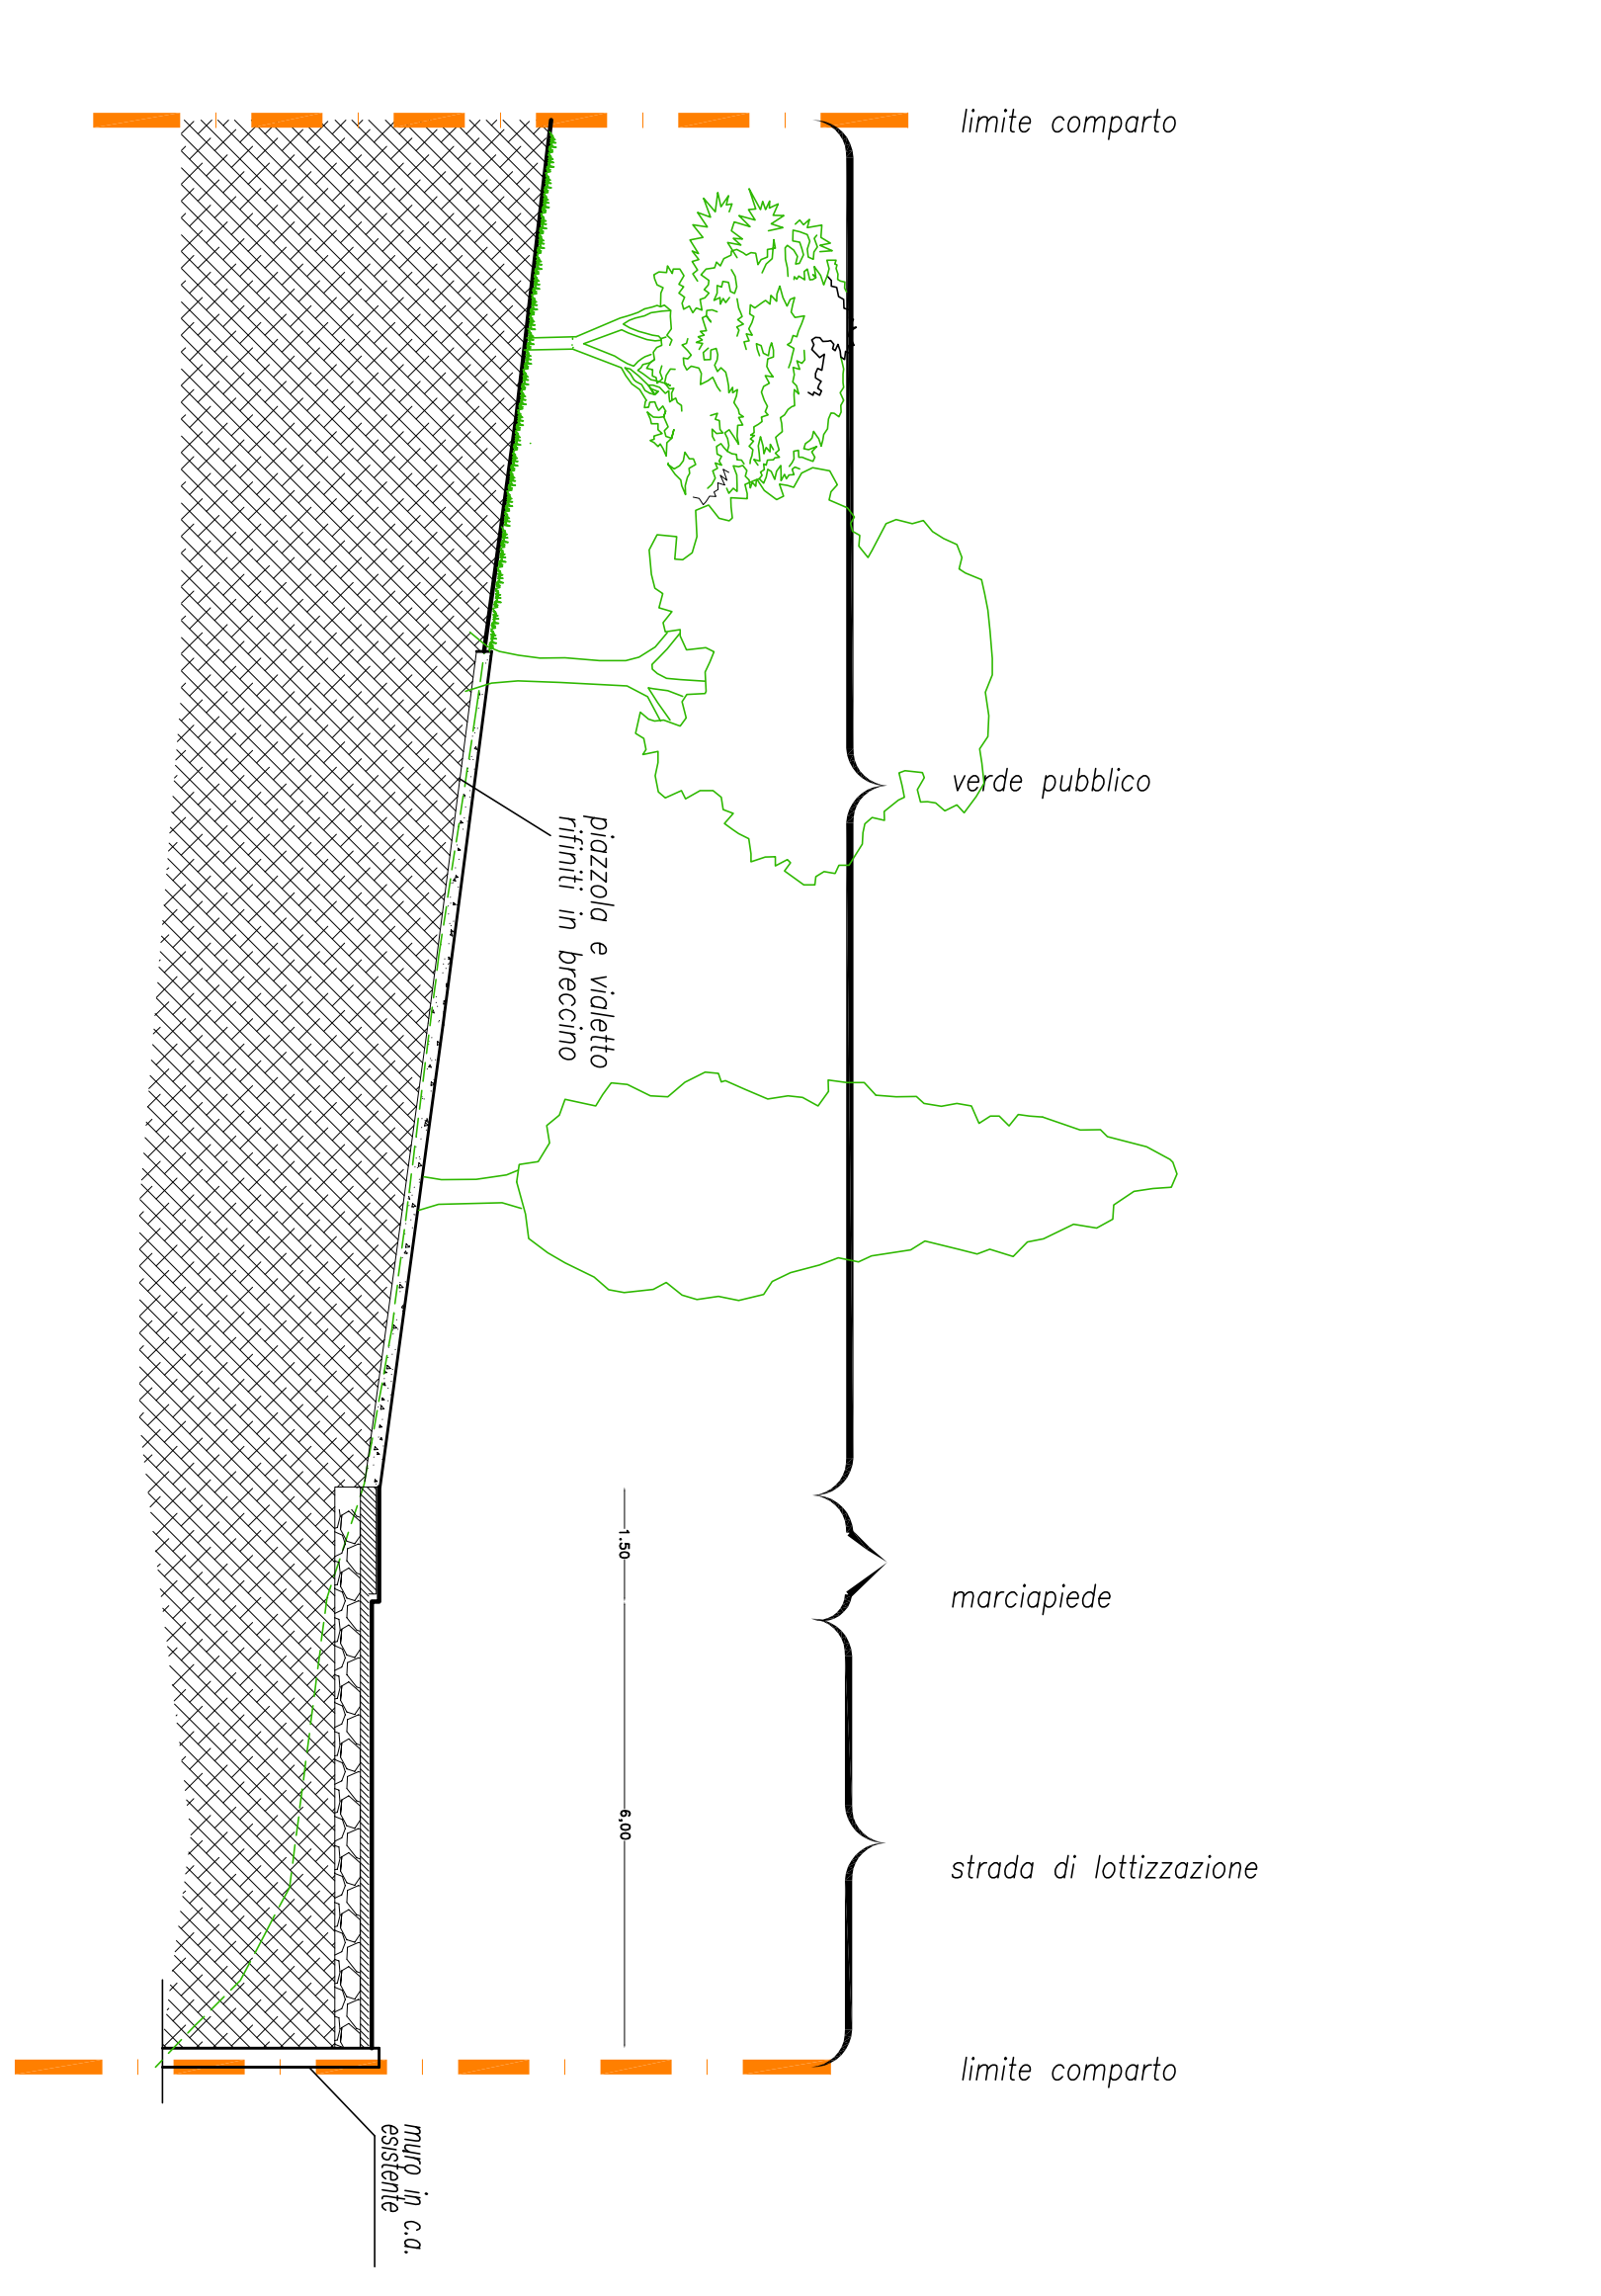 limite comparto
verde pubblico
piazzola e vialetto
rifiniti in breccino
1.50
marciapiede
6,00
strada di lottizzazione
limite comparto
muro in c.a.
esistente